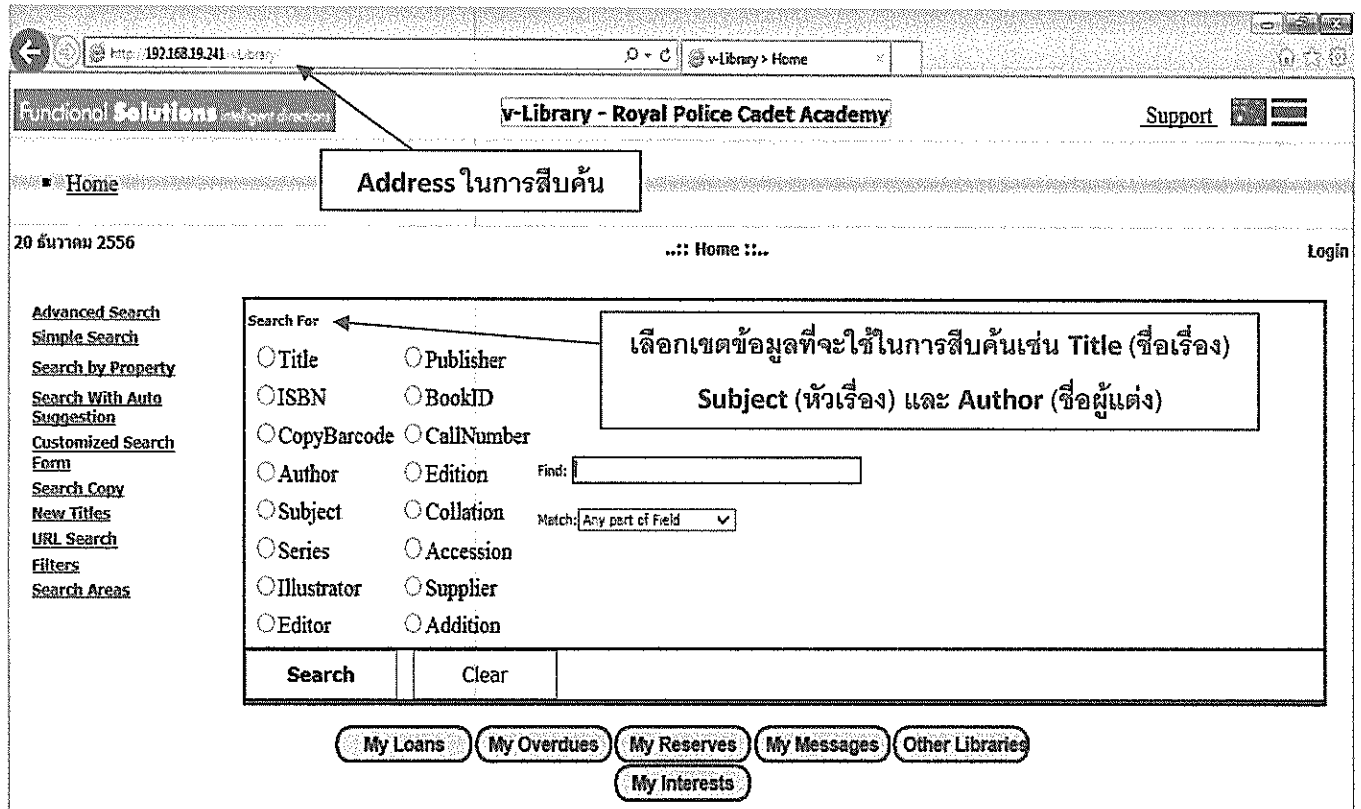 http://192.168.19.241/v-Library/
v-Library > Home
Functional Solutions intelligent directions
v-Library - Royal Police Cadet Academy
Support
Home
Address ในการสืบค้น
20 ธันวาคม 2556
..:: Home ::..
Login
Advanced Search
Simple Search
Search by Property
Search With Auto
Suggestion
Customized Search
Form
Search Copy
New Titles
URL Search
Filters
Search Areas
Search For
เลือกเขตข้อมูลที่จะใช้ในการสืบค้นเช่น Title (ชื่อเรื่อง)
Subject (หัวเรื่อง) และ Author (ชื่อผู้แต่ง)
Title Publisher
ISBN BookID
CopyBarcode CallNumber
Author Edition
Find:
Subject Collation
Match: Any part of Field
Series Accession
Illustrator Supplier
Editor Addition
Search Clear
My Loans My Overdues My Reserves My Messages Other Libraries
My Interests